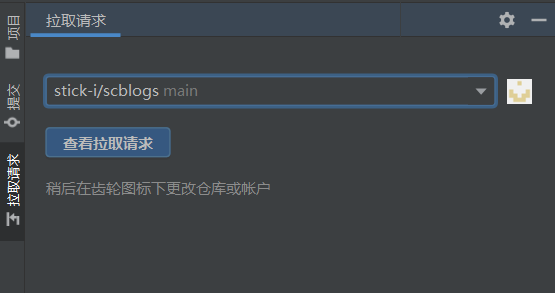 项目
提交
拉取请求
拉取请求
stick-i/scblogs main
查看拉取请求
稍后在齿轮图标下更改仓库或帐户